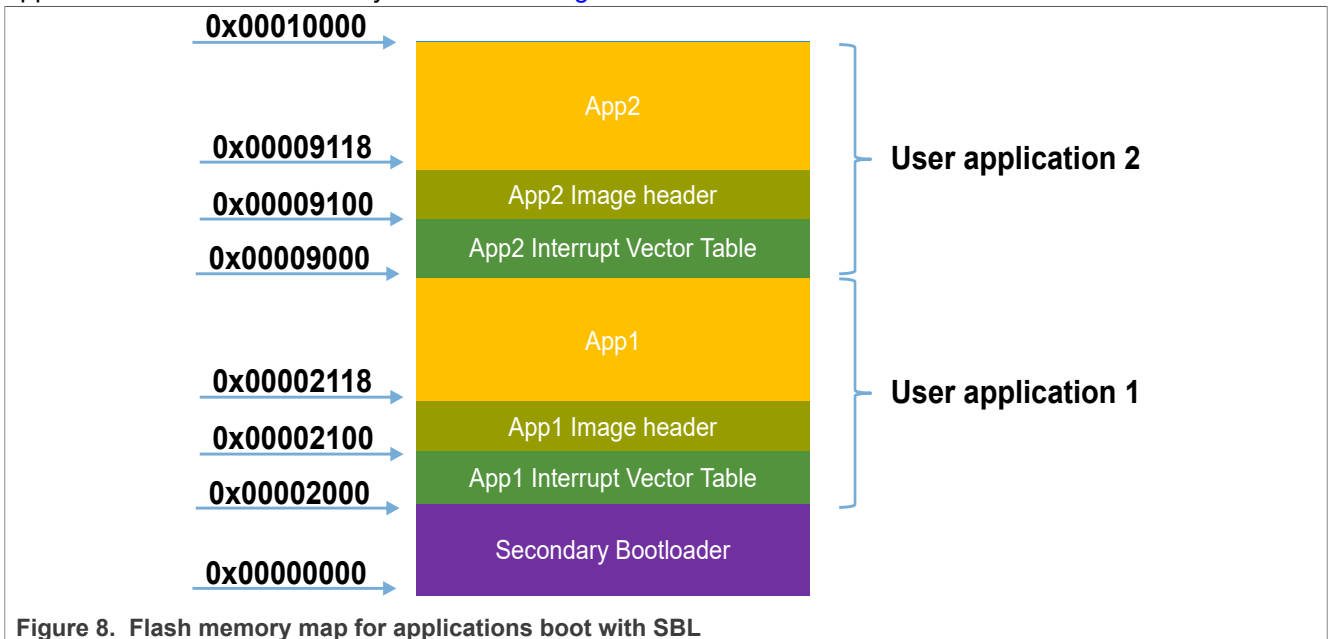 0x00010000
App2
0x00009118
User application 2
App2 Image header
0x00009100
App2 Interrupt Vector Table
0x00009000
App1
0x00002118
User application 1
App1 Image header
0x00002100
App1 Interrupt Vector Table
0x00002000
Secondary Bootloader
0x00000000
Figure 8. Flash memory map for applications boot with SBL